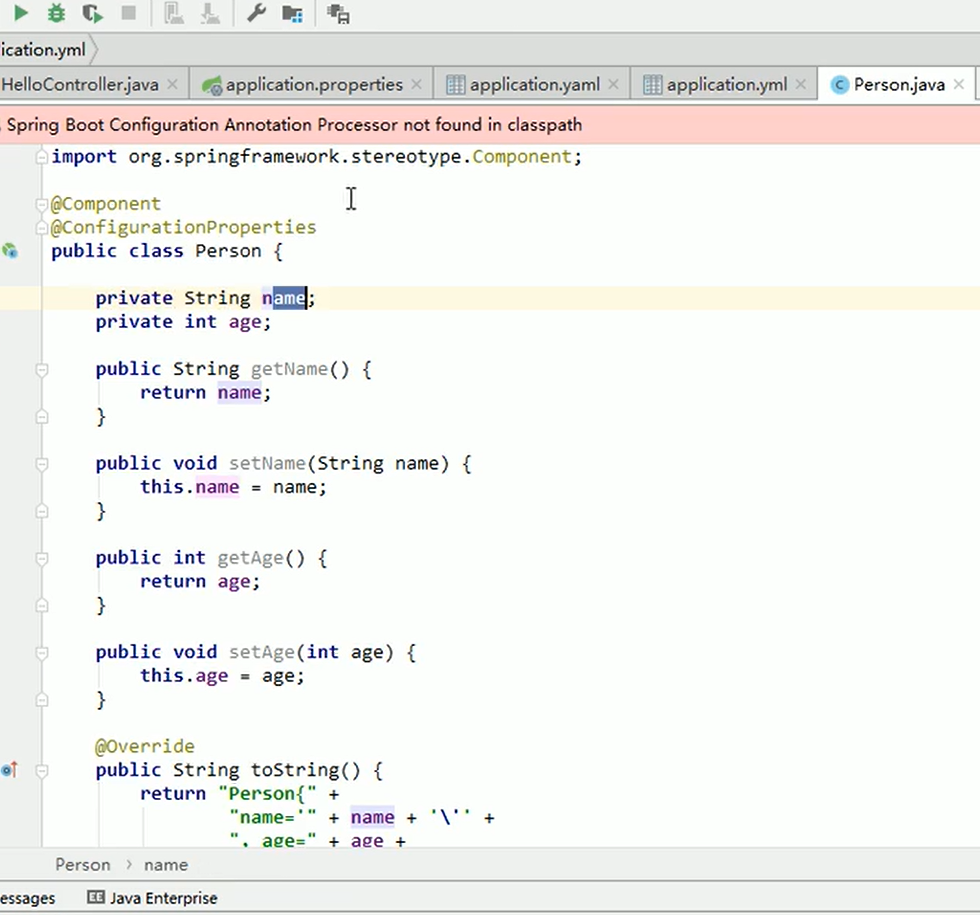 ication.yml
HelloController.java
application.properties
application.yaml
application.yml
Person.java
Spring Boot Configuration Annotation Processor not found in classpath
import org.springframework.stereotype.Component;
@Component
@ConfigurationProperties
public class Person {
private String name;
private int age;
public String getName() {
return name;
}
public void setName(String name) {
this.name = name;
}
public int getAge() {
return age;
}
public void setAge(int age) {
this.age = age;
}
@Override
public String toString() {
return "Person{" +
"name='" + name + '\'' +
", age=" + age +
Person > name
essages
Java Enterprise